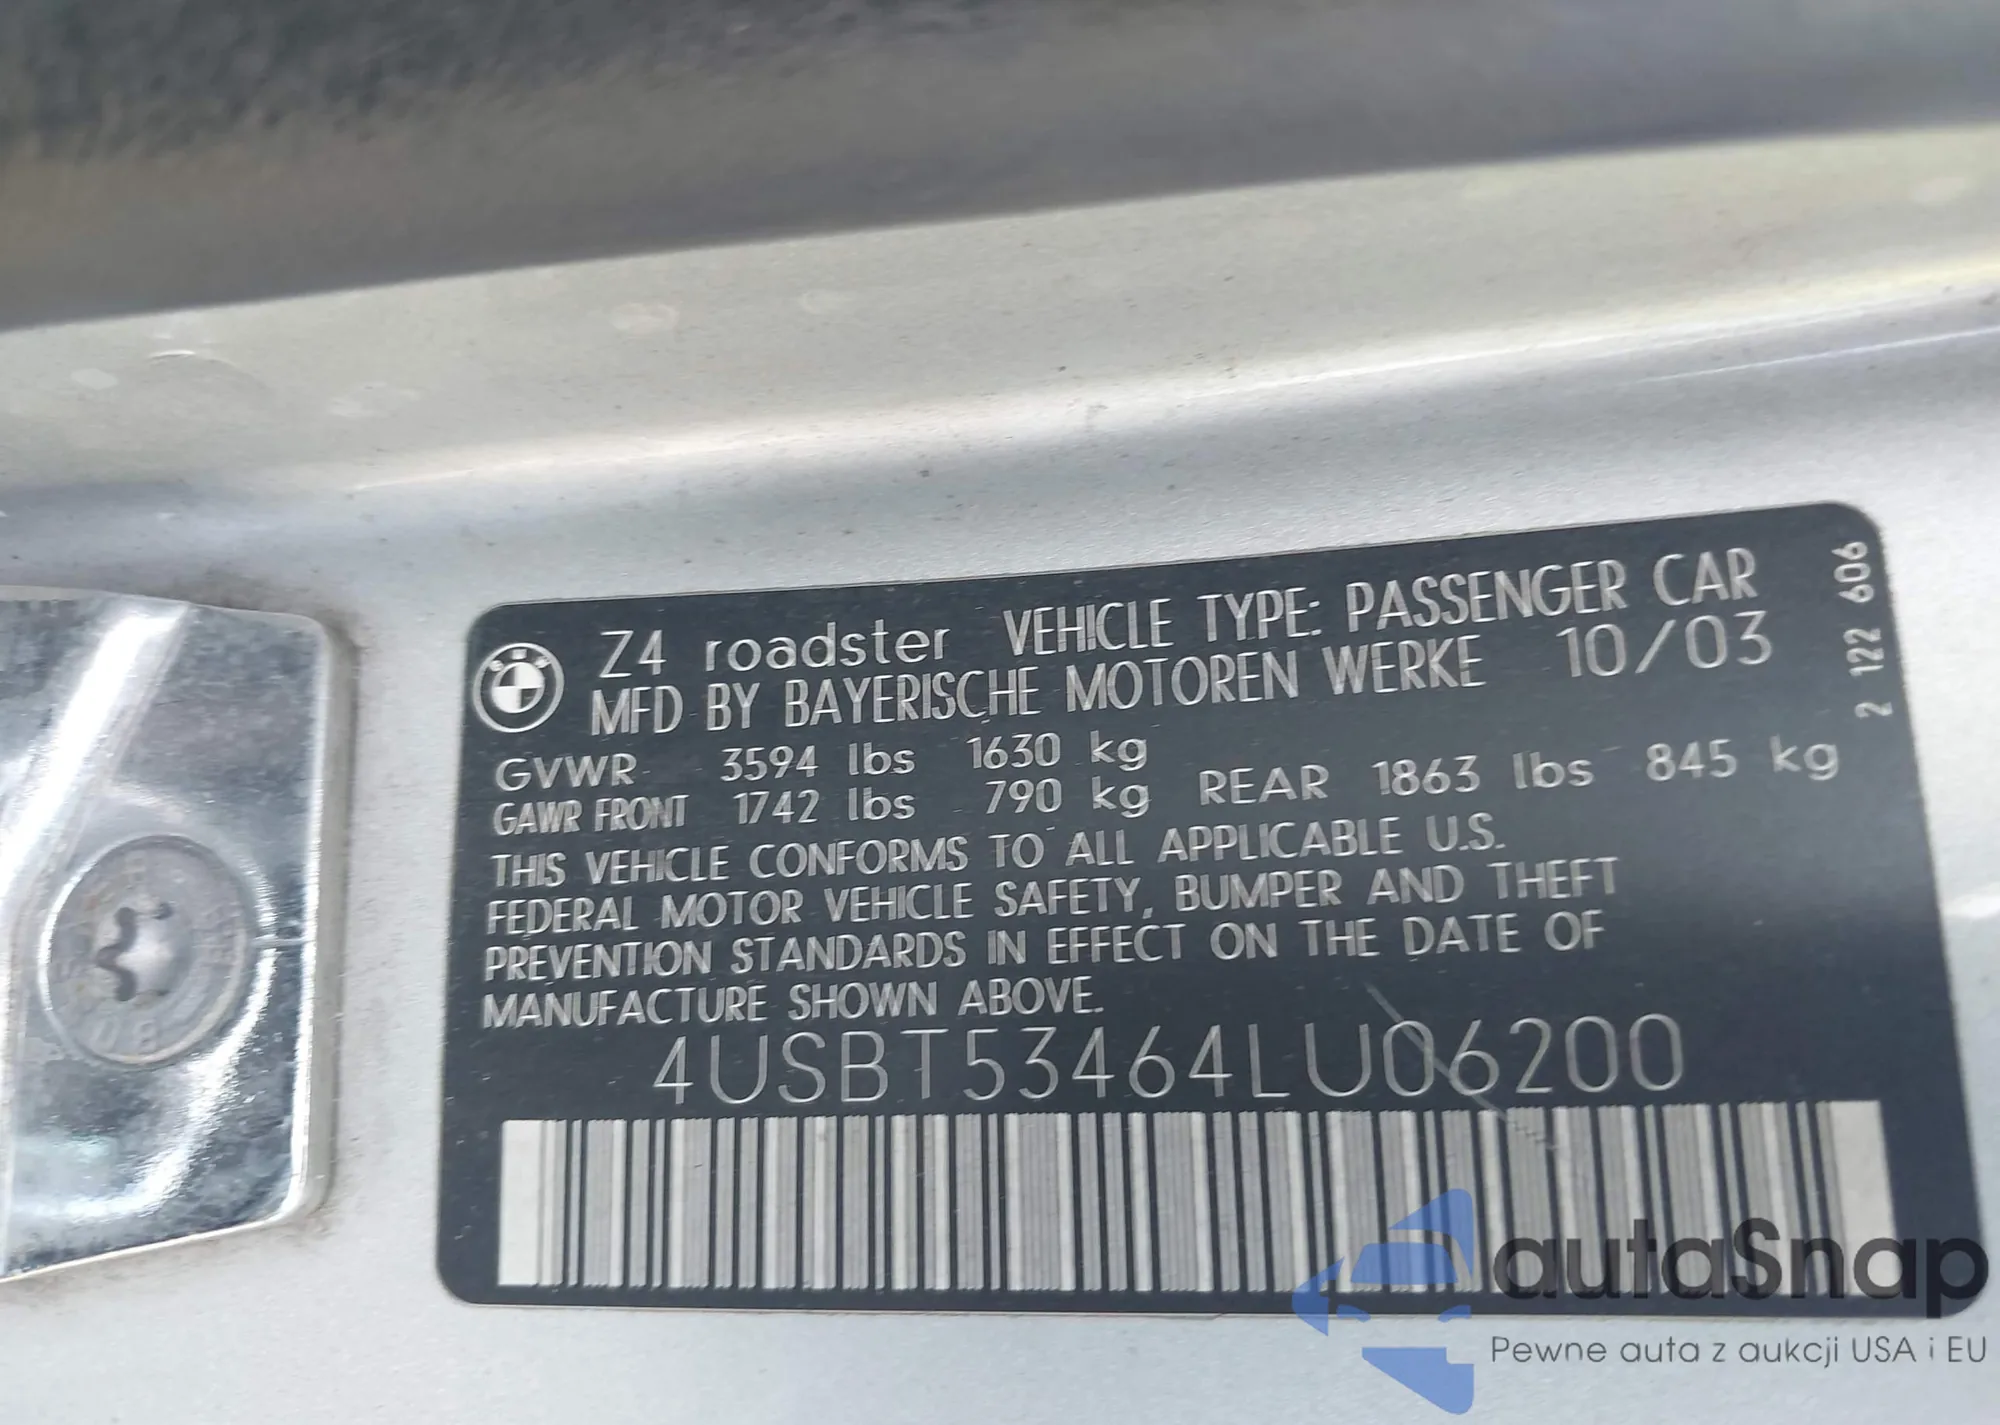 Z4 roadster VEHICLE TYPE: PASSENGER CAR
MFD BY BAYERISCHE MOTOREN WERKE 10/03
GVWR 3594 lbs 1630 kg
GAWR FRONT 1742 lbs 790 kg REAR 1863 lbs 845 kg
THIS VEHICLE CONFORMS TO ALL APPLICABLE U.S.
FEDERAL MOTOR VEHICLE SAFETY, BUMPER AND THEFT
PREVENTION STANDARDS IN EFFECT ON THE DATE OF
MANUFACTURE SHOWN ABOVE.
4USBT53464LU06200
2 122 606
autaSnap
Pewne auta z aukcji USA i EU